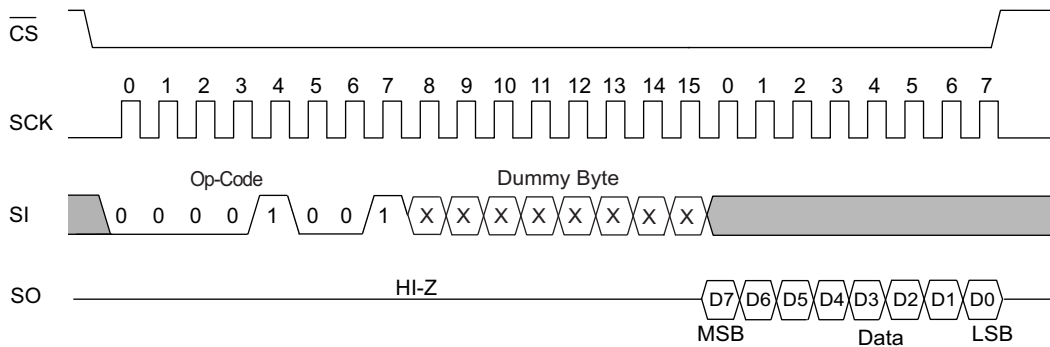 CS
0 1 2 3 4 5 6 7 8 9 10 11 12 13 14 15 0 1 2 3 4 5 6 7
SCK
Op-Code Dummy Byte
SI 0 0 0 0 1 0 0 1 X X X X X X X X
HI-Z
SO D7 D6 D5 D4 D3 D2 D1 D0
MSB Data LSB